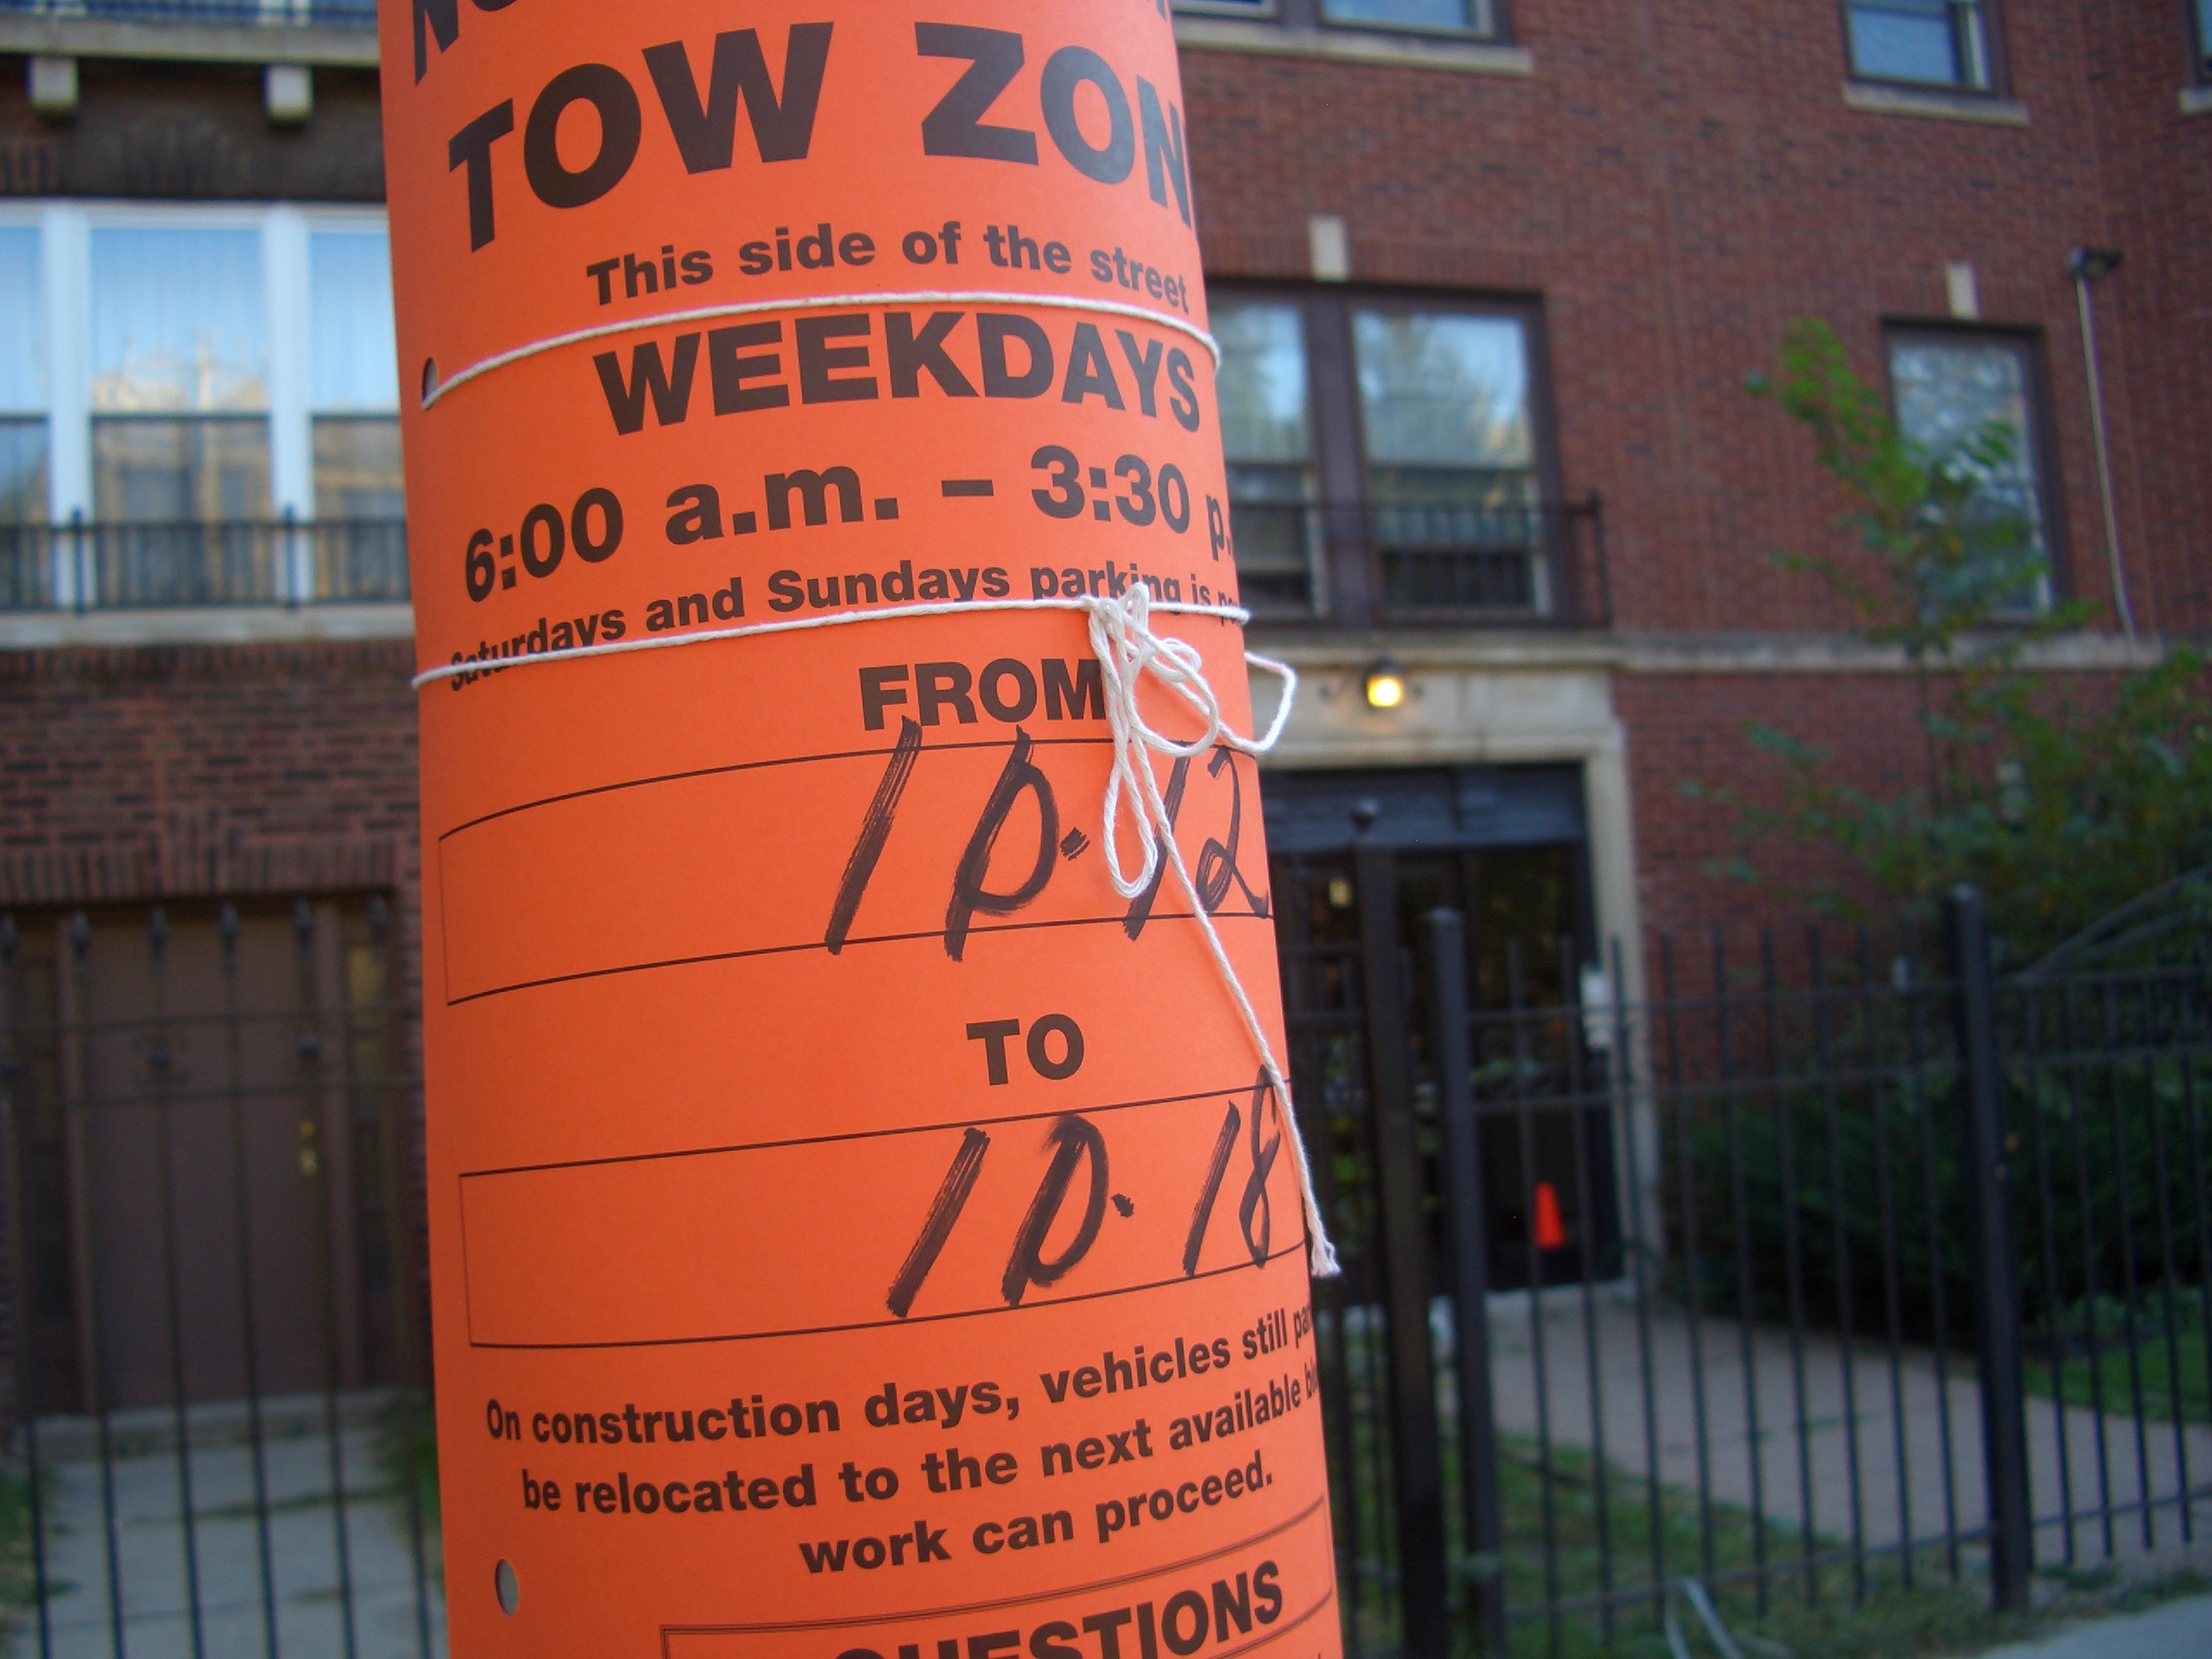 TOW ZON
This side of the street
WEEKDAYS
6:00 a.m. – 3:30 p.
Saturdays and Sundays parking is
FROM
10.12
TO
10.18
On construction days, vehicles still par
be relocated to the next available bl
work can proceed.
QUESTIONS